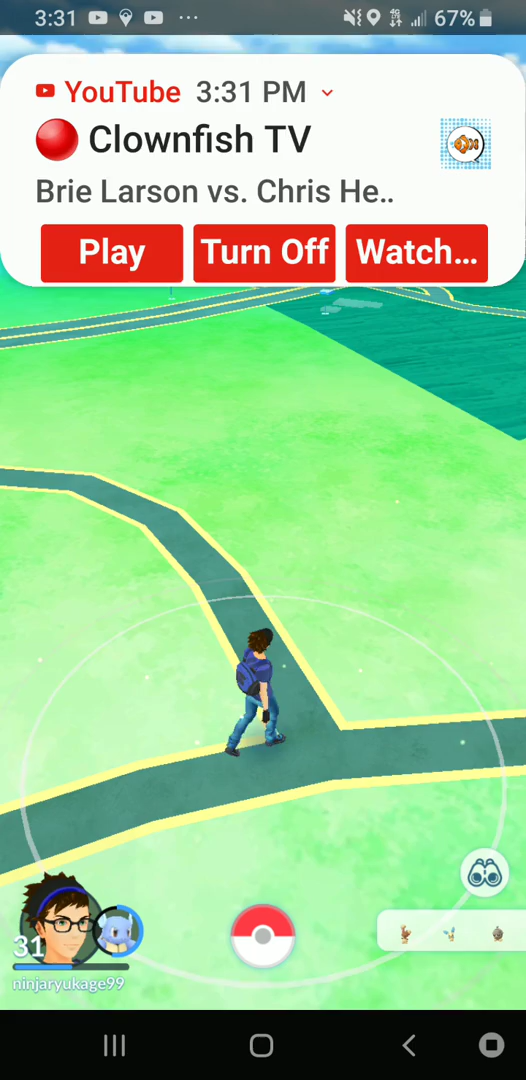 3:31 67%
YouTube 3:31 PM
Clownfish TV
Brie Larson vs. Chris He..
Play Turn Off Watch...
31
ninjaryukage99